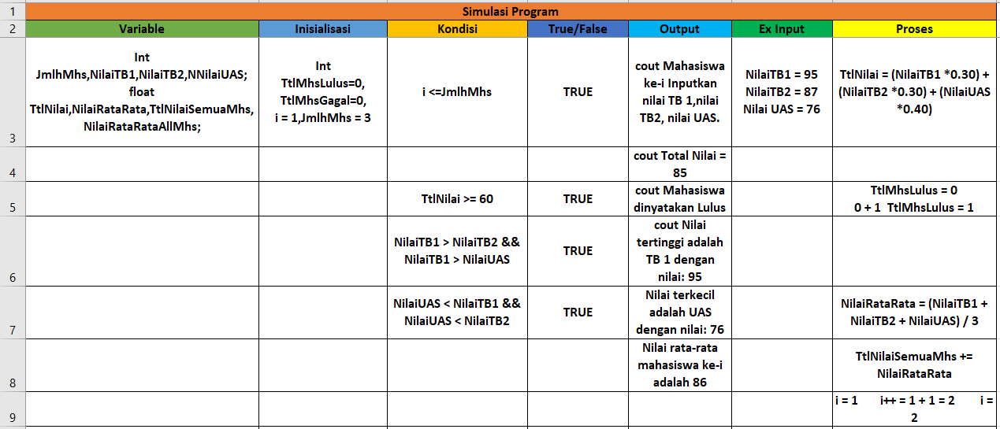 1 Simulasi Program
2 Variable Inisialisasi Kondisi True/False Output Ex Input Proses
Int
JmlhMhs,NilaiTB1,NilaiTB2,NNilaiUAS;
float
TtlNilai,NilaiRataRata,TtlNilaiSemuaMhs,
NilaiRataRataAllMhs;
Int
TtlMhsLulus=0,
TtlMhsGagal=0,
i = 1,JmlhMhs = 3
i <=JmlhMhs
TRUE
cout Mahasiswa
ke-i Inputkan
nilai TB 1,nilai
TB2, nilai UAS.
NilaiTB1 = 95
NilaiTB2 = 87
Nilai UAS = 76
TtlNilai = (NilaiTB1 *0.30) +
(NilaiTB2 *0.30) + (NilaiUAS
*0.40)
3
cout Total Nilai =
85
4
TtlNilai >= 60
TRUE
cout Mahasiswa
dinyatakan Lulus
TtlMhsLulus = 0
0 + 1 TtlMhsLulus = 1
5
NilaiTB1 > NilaiTB2 &&
NilaiTB1 > NilaiUAS
TRUE
cout Nilai
tertinggi adalah
TB 1 dengan
nilai: 95
6
NilaiUAS < NilaiTB1 &&
NilaiUAS < NilaiTB2
TRUE
Nilai terkecil
adalah UAS
dengan nilai: 76
NilaiRataRata = (NilaiTB1 +
NilaiTB2 + NilaiUAS) / 3
7
Nilai rata-rata
mahasiswa ke-i
adalah 86
TtlNilaiSemuaMhs +=
NilaiRataRata
8
i = 1 i++ = 1 + 1 = 2 i =
2
9